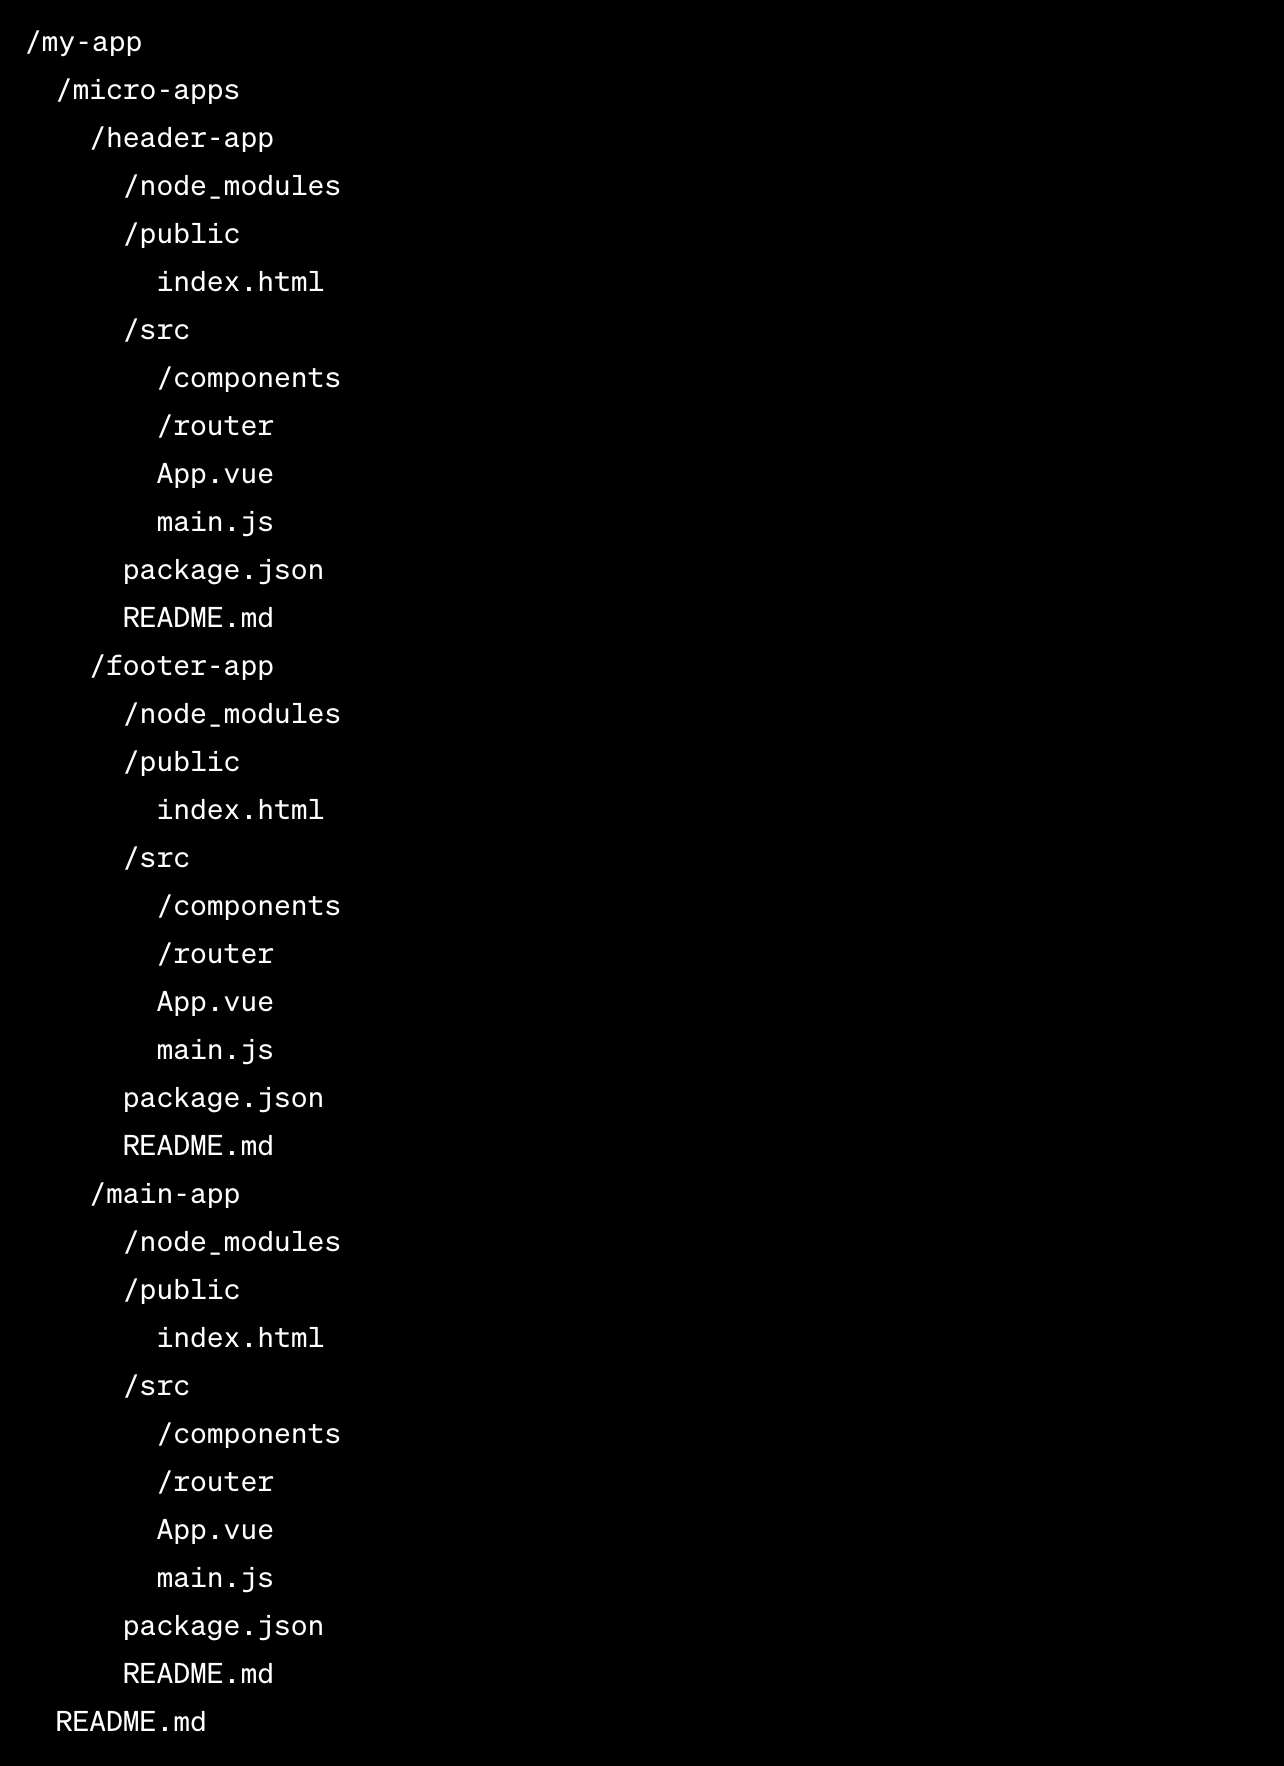 /my-app
  /micro-apps
    /header-app
      /node_modules
      /public
        index.html
      /src
        /components
        /router
        App.vue
        main.js
      package.json
      README.md
    /footer-app
      /node_modules
      /public
        index.html
      /src
        /components
        /router
        App.vue
        main.js
      package.json
      README.md
    /main-app
      /node_modules
      /public
        index.html
      /src
        /components
        /router
        App.vue
        main.js
      package.json
      README.md
  README.md